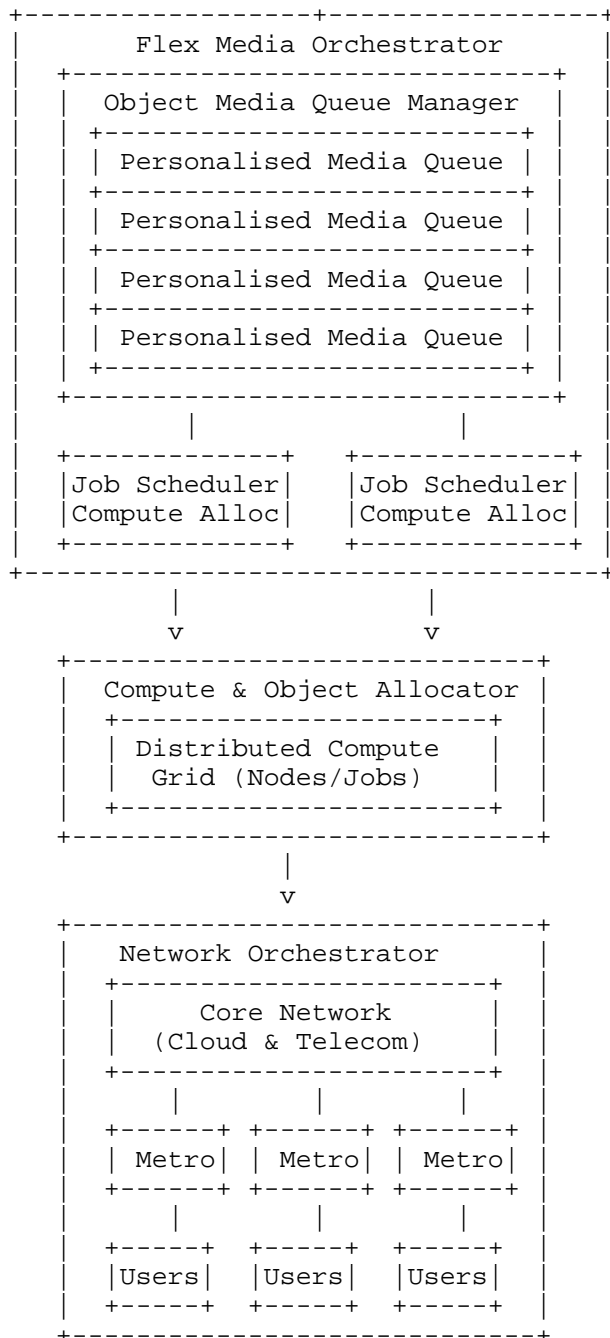 Flex Media Orchestrator
Object Media Queue Manager
Personalised Media Queue
Personalised Media Queue
Personalised Media Queue
Personalised Media Queue
Job Scheduler Job Scheduler
Compute Alloc Compute Alloc
v v
Compute & Object Allocator
Distributed Compute
Grid (Nodes/Jobs)
v
Network Orchestrator
Core Network
(Cloud & Telecom)
Metro Metro Metro
Users Users Users